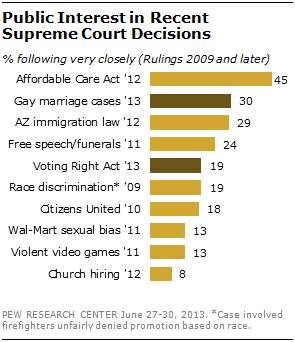 Public Interest in Recent
Supreme Court Decisions
% following very closely (Rulings 2009 and later)
Affordable Care Act '12 45
Gay marriage cases '13 30
AZ immigration law '12 29
Free speech/funerals '11 24
Voting Right Act '13 19
Race discrimination* '09 19
Citizens United '10 18
Wal-Mart sexual bias '11 13
Violent video games '11 13
Church hiring '12 8
PEW RESEARCH CENTER June 27-30, 2013. *Case involved
firefighters unfairly denied promotion based on race.